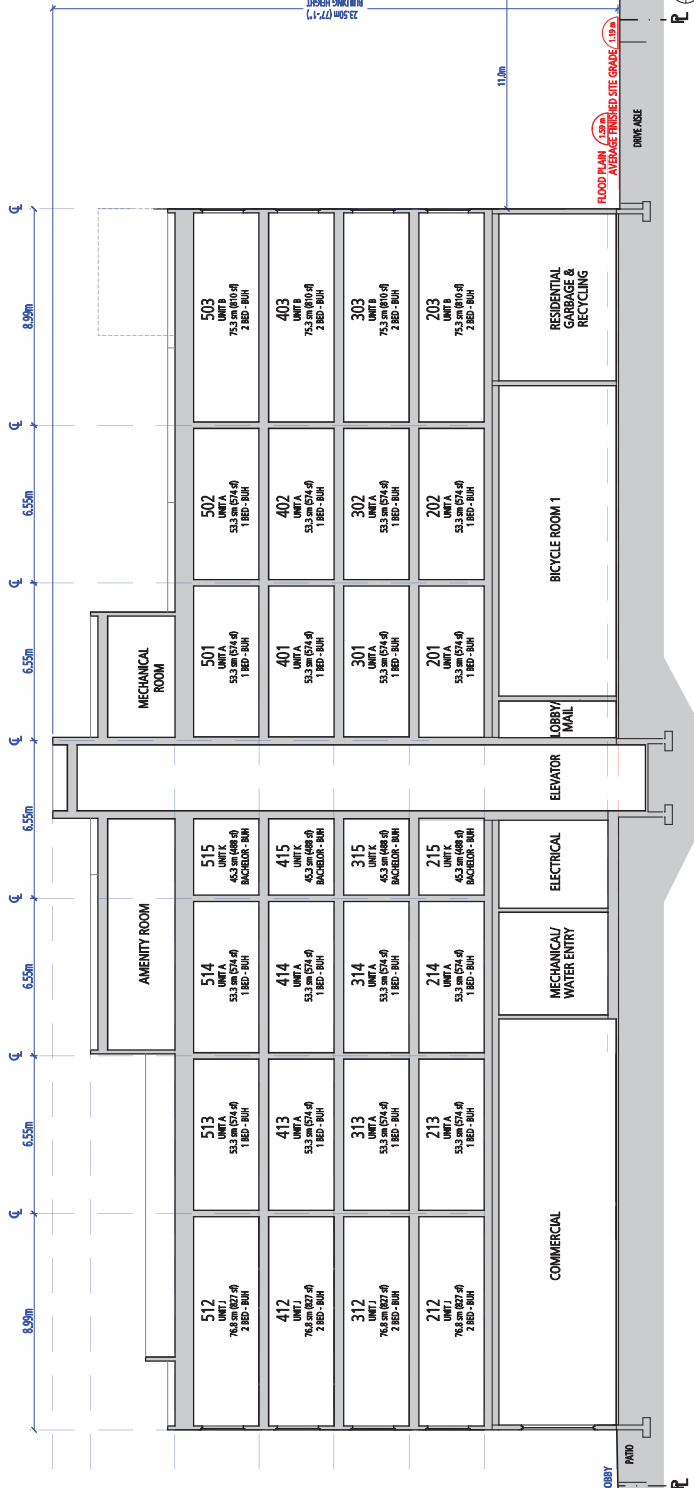 ℄
℄
℄
℄
℄
℄
℄
℄
8.99m
6.55m
6.55m
6.55m
6.55m
6.55m
8.99m
23.50m (77'-1")
BUILDING HEIGHT
AMENITY ROOM
MECHANICAL
ROOM
512
UNIT J
76.8 sm (827 sf)
2 BED - BUH
513
UNIT A
53.3 sm (574 sf)
1 BED - BUH
514
UNIT A
53.3 sm (574 sf)
1 BED - BUH
515
UNIT K
45.3 sm (488 sf)
BACHELOR - BUH
501
UNIT A
53.3 sm (574 sf)
1 BED - BUH
502
UNIT A
53.3 sm (574 sf)
1 BED - BUH
503
UNIT B
75.3 sm (810 sf)
2 BED - BUH
412
UNIT J
76.8 sm (827 sf)
2 BED - BUH
413
UNIT A
53.3 sm (574 sf)
1 BED - BUH
414
UNIT A
53.3 sm (574 sf)
1 BED - BUH
415
UNIT K
45.3 sm (488 sf)
BACHELOR - BUH
401
UNIT A
53.3 sm (574 sf)
1 BED - BUH
402
UNIT A
53.3 sm (574 sf)
1 BED - BUH
403
UNIT B
75.3 sm (810 sf)
2 BED - BUH
312
UNIT J
76.8 sm (827 sf)
2 BED - BUH
313
UNIT A
53.3 sm (574 sf)
1 BED - BUH
314
UNIT A
53.3 sm (574 sf)
1 BED - BUH
315
UNIT K
45.3 sm (488 sf)
BACHELOR - BUH
301
UNIT A
53.3 sm (574 sf)
1 BED - BUH
302
UNIT A
53.3 sm (574 sf)
1 BED - BUH
303
UNIT B
75.3 sm (810 sf)
2 BED - BUH
212
UNIT J
76.8 sm (827 sf)
2 BED - BUH
213
UNIT A
53.3 sm (574 sf)
1 BED - BUH
214
UNIT A
53.3 sm (574 sf)
1 BED - BUH
215
UNIT K
45.3 sm (488 sf)
BACHELOR - BUH
201
UNIT A
53.3 sm (574 sf)
1 BED - BUH
202
UNIT A
53.3 sm (574 sf)
1 BED - BUH
203
UNIT B
75.3 sm (810 sf)
2 BED - BUH
11.0m
COMMERCIAL
MECHANICAL/
WATER ENTRY
ELECTRICAL
ELEVATOR
LOBBY/
MAIL
BICYCLE ROOM 1
RESIDENTIAL
GARBAGE &
RECYCLING
FLOOD PLAIN 1.59 m
AVERAGE FINISHED SITE GRADE 1.19 m
OBBY
PATIO
DRIVE AISLE
PL
PL